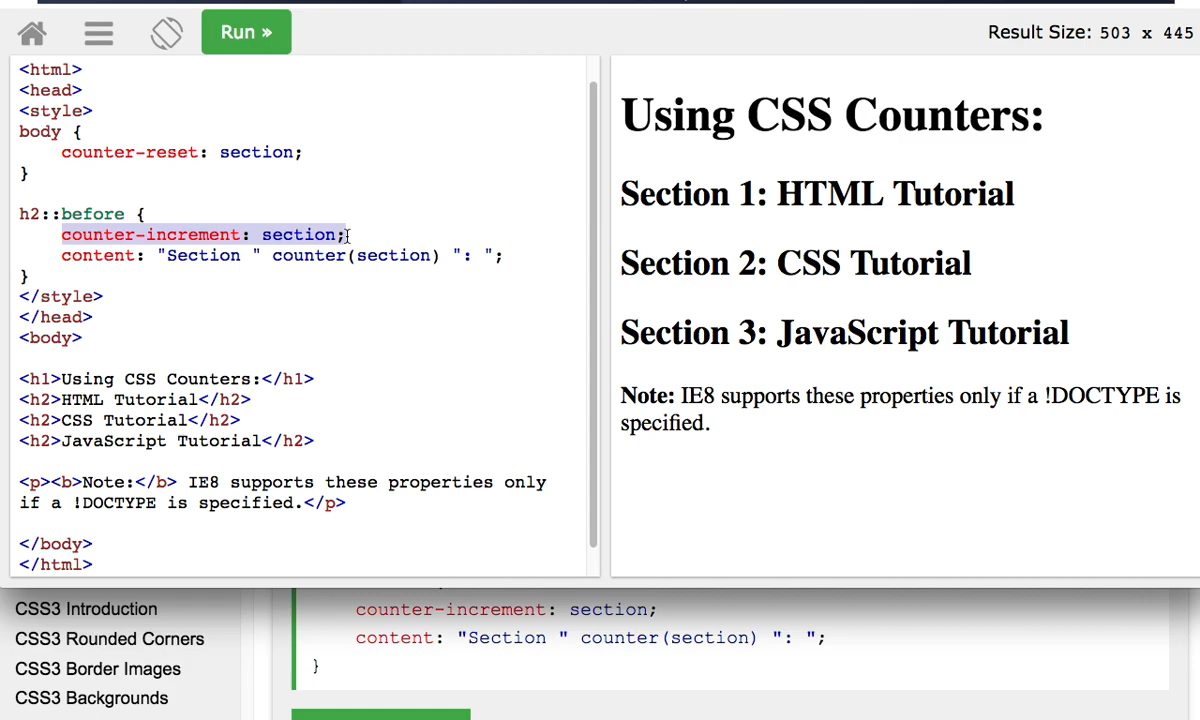 Run »
Result Size: 503 x 445
<html>
<head>
<style>
body {
counter-reset: section;
}
h2::before {
counter-increment: section;
content: "Section " counter(section) ": ";
}
</style>
</head>
<body>
<h1>Using CSS Counters:</h1>
<h2>HTML Tutorial</h2>
<h2>CSS Tutorial</h2>
<h2>JavaScript Tutorial</h2>
<p><b>Note:</b> IE8 supports these properties only
if a !DOCTYPE is specified.</p>
</body>
</html>
Using CSS Counters:
Section 1: HTML Tutorial
Section 2: CSS Tutorial
Section 3: JavaScript Tutorial
Note: IE8 supports these properties only if a !DOCTYPE is
specified.
CSS3 Introduction
CSS3 Rounded Corners
CSS3 Border Images
CSS3 Backgrounds
counter-increment: section;
content: "Section " counter(section) ": ";
}